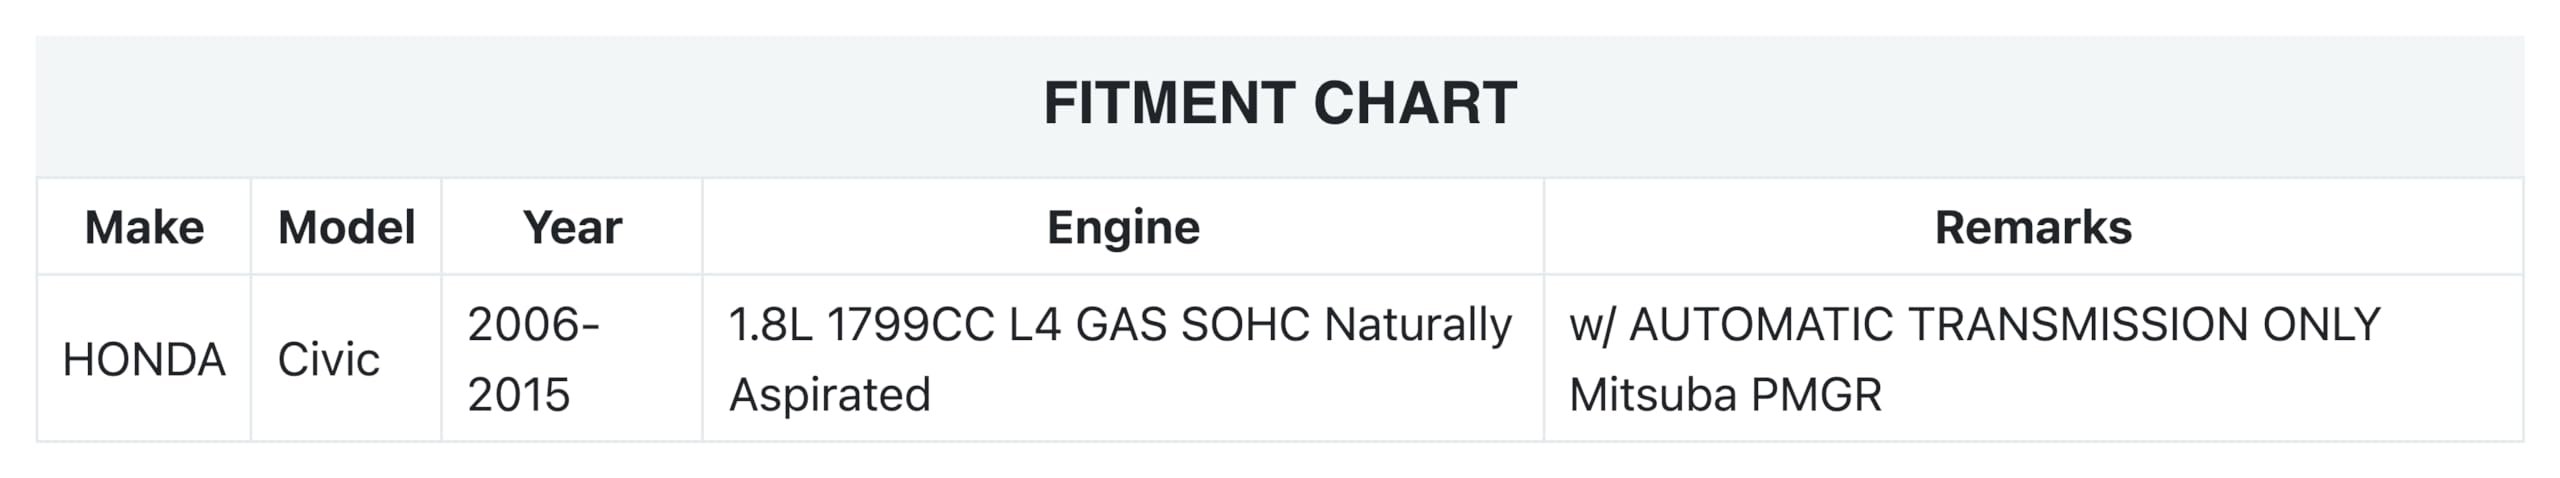 FITMENT CHART
Make Model Year Engine Remarks
HONDA
Civic
2006-
2015
1.8L 1799CC L4 GAS SOHC Naturally
Aspirated
w/ AUTOMATIC TRANSMISSION ONLY
Mitsuba PMGR